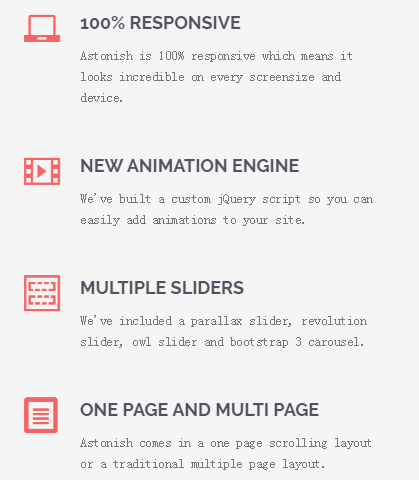 100% RESPONSIVE
Astonish is 100% responsive which means it
looks incredible on every screensize and
device.
NEW ANIMATION ENGINE
We've built a custom jQuery script so you can
easily add animations to your site.
MULTIPLE SLIDERS
We've included a parallax slider, revolution
slider, owl slider and bootstrap 3 carousel.
ONE PAGE AND MULTI PAGE
Astonish comes in a one page scrolling layout
or a traditional multiple page layout.